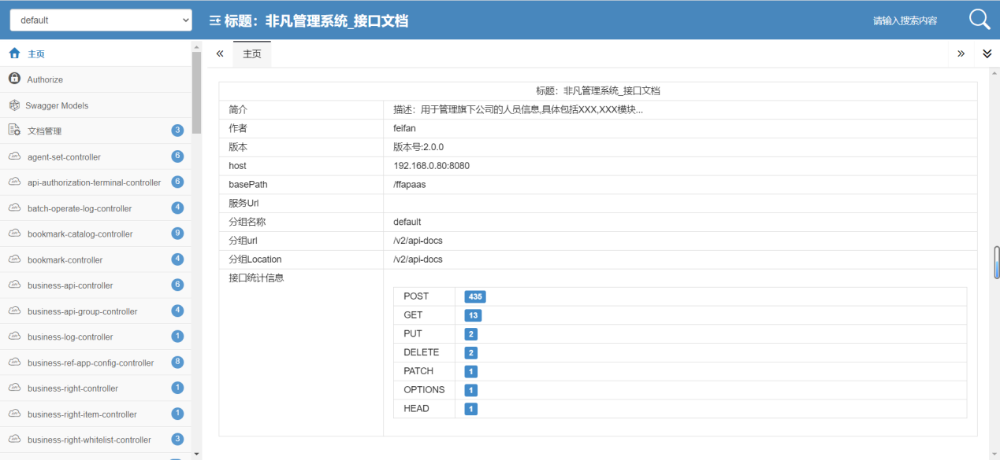 default
标题：非凡管理系统_接口文档
请输入搜索内容
主页
Authorize
Swagger Models
文档管理 3
agent-set-controller 6
api-authorization-terminal-controller 6
batch-operate-log-controller 4
bookmark-catalog-controller 9
bookmark-controller 4
business-api-controller 6
business-api-group-controller 4
business-log-controller 1
business-ref-app-config-controller 8
business-right-controller 1
business-right-item-controller 1
business-right-whitelist-controller 3
主页
标题：非凡管理系统_接口文档
简介 描述：用于管理旗下公司的人员信息,具体包括XXX,XXX模块...
作者 feifan
版本 版本号:2.0.0
host 192.168.0.80:8080
basePath /ffapaas
服务Url
分组名称 default
分组url /v2/api-docs
分组Location /v2/api-docs
接口统计信息
POST 435
GET 13
PUT 2
DELETE 2
PATCH 1
OPTIONS 1
HEAD 1